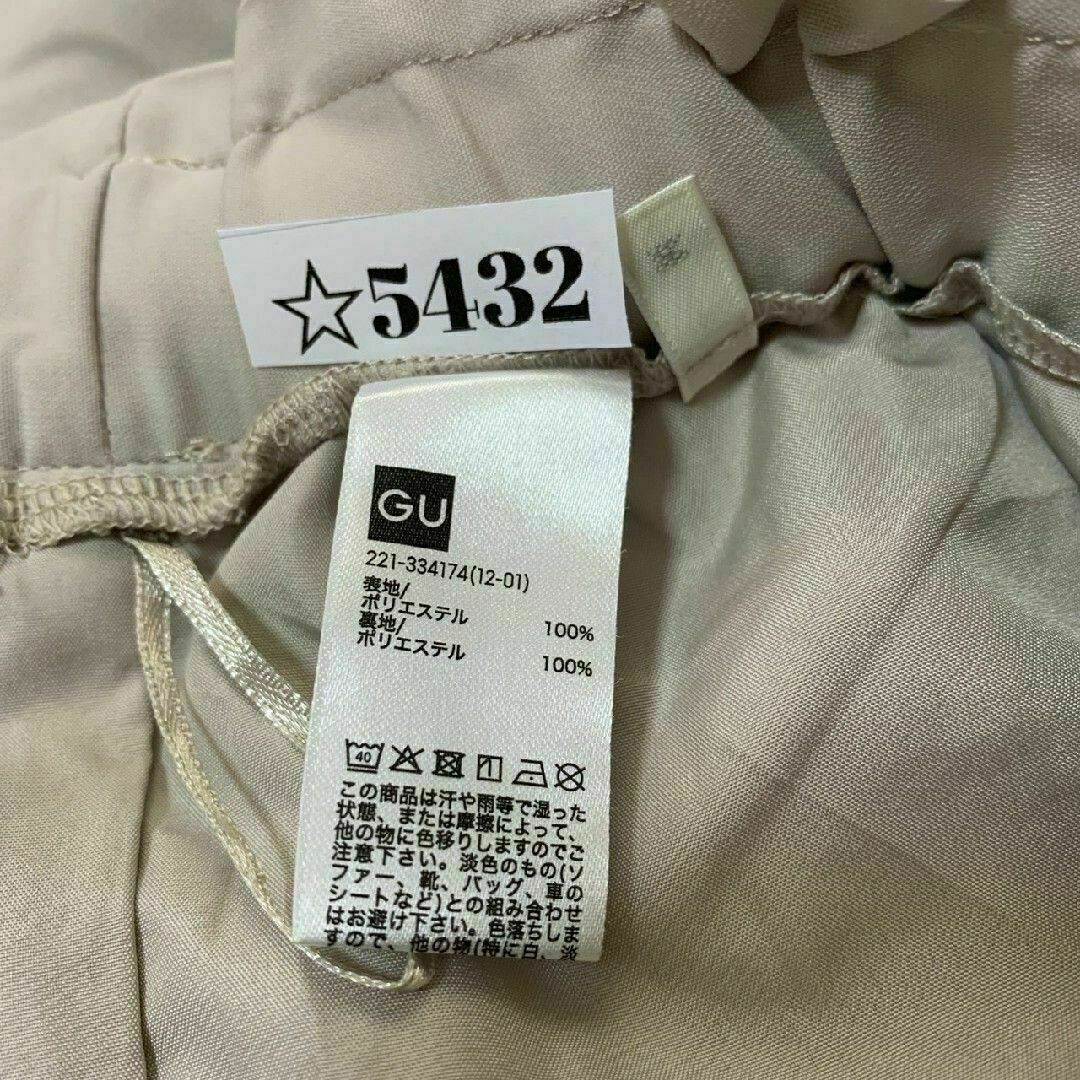 ☆5432
GU
221-334174(12-01)
表地/
ポリエステル 100%
裏地/
ポリエステル 100%
40
この商品は汗や雨等で湿った
状態、または摩擦によって、
他の物に色移りしますのでご
注意下さい。淡色のもの(ソ
ファー、靴、バッグ、車の
シートなど)との組み合わせ
はお避け下さい。色落ちしま
すので、他の物(特に白、淡